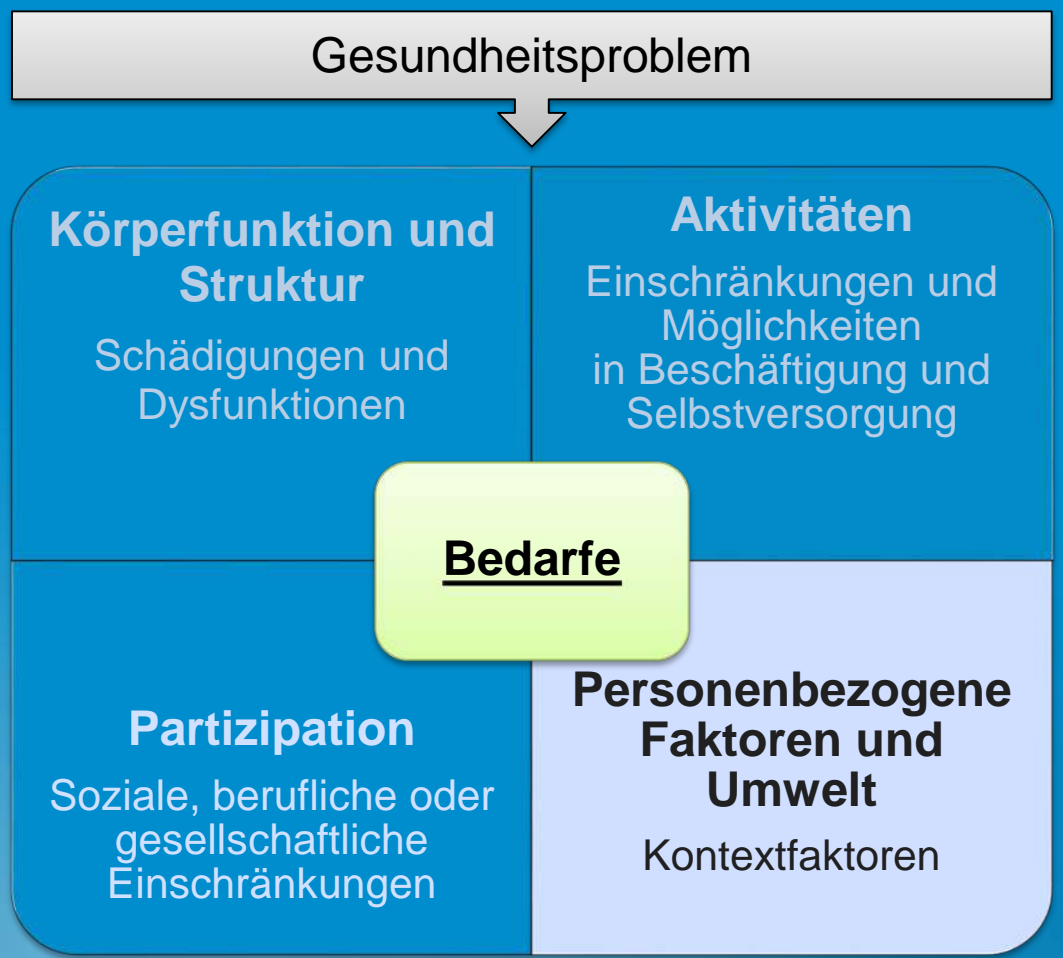 Gesundheitsproblem
Körperfunktion und
Struktur
Schädigungen und
Dysfunktionen
Aktivitäten
Einschränkungen und
Möglichkeiten
in Beschäftigung und
Selbstversorgung
Bedarfe
Partizipation
Soziale, berufliche oder
gesellschaftliche
Einschränkungen
Personenbezogene
Faktoren und
Umwelt
Kontextfaktoren